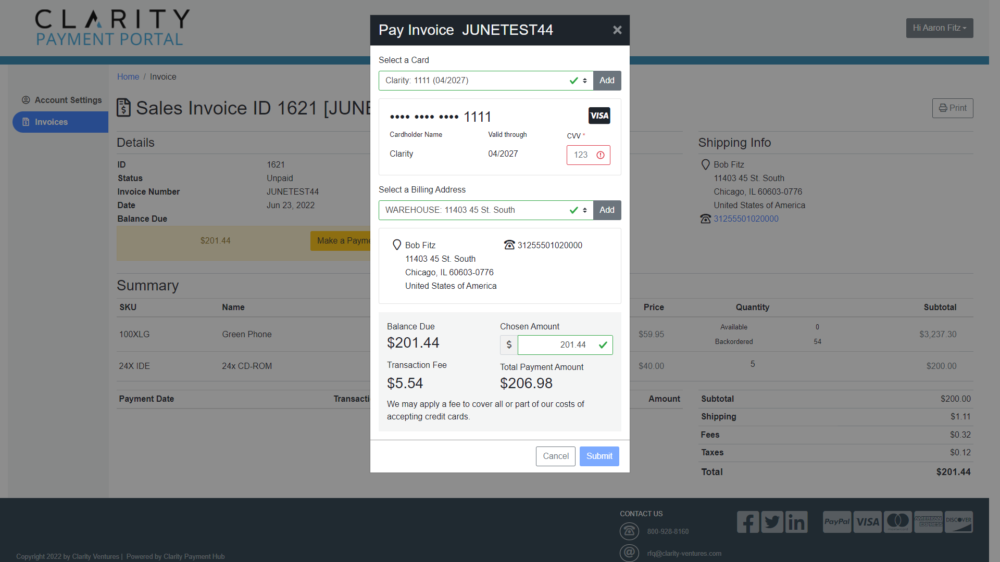 CLARITY
PAYMENT PORTAL
Hi Aaron Fitz
Home / Invoice
Account Settings
Invoices
Sales Invoice ID 1621 [JUNE
Print
Details
ID 1621
Status Unpaid
Invoice Number JUNETEST44
Date Jun 23, 2022
Balance Due
$201.44 Make a Payme
Shipping Info
Bob Fitz
11403 45 St. South
Chicago, IL 60603-0776
United States of America
31255501020000
Summary
SKU Name Price Quantity Subtotal
100XLG Green Phone $59.95 Available 0 $3,237.30
Backordered 54
24X IDE 24x CD-ROM $40.00 5 $200.00
Payment Date Transacti Amount
Subtotal $200.00
Shipping $1.11
Fees $0.32
Taxes $0.12
Total $201.44
Pay Invoice JUNETEST44
Select a Card
Clarity: 1111 (04/2027) Add
•••• •••• •••• 1111 VISA
Cardholder Name Valid through CVV *
Clarity 04/2027 123
Select a Billing Address
WAREHOUSE: 11403 45 St. South Add
Bob Fitz 31255501020000
11403 45 St. South
Chicago, IL 60603-0776
United States of America
Balance Due Chosen Amount
$201.44 $ 201.44
Transaction Fee Total Payment Amount
$5.54 $206.98
We may apply a fee to cover all or part of our costs of
accepting credit cards.
Cancel Submit
CONTACT US
800-928-8160
rfq@clarity-ventures.com
PayPal VISA mastercard AMERICAN EXPRESS DISCOVER
Copyright 2022 by Clarity Ventures | Powered by Clarity Payment Hub